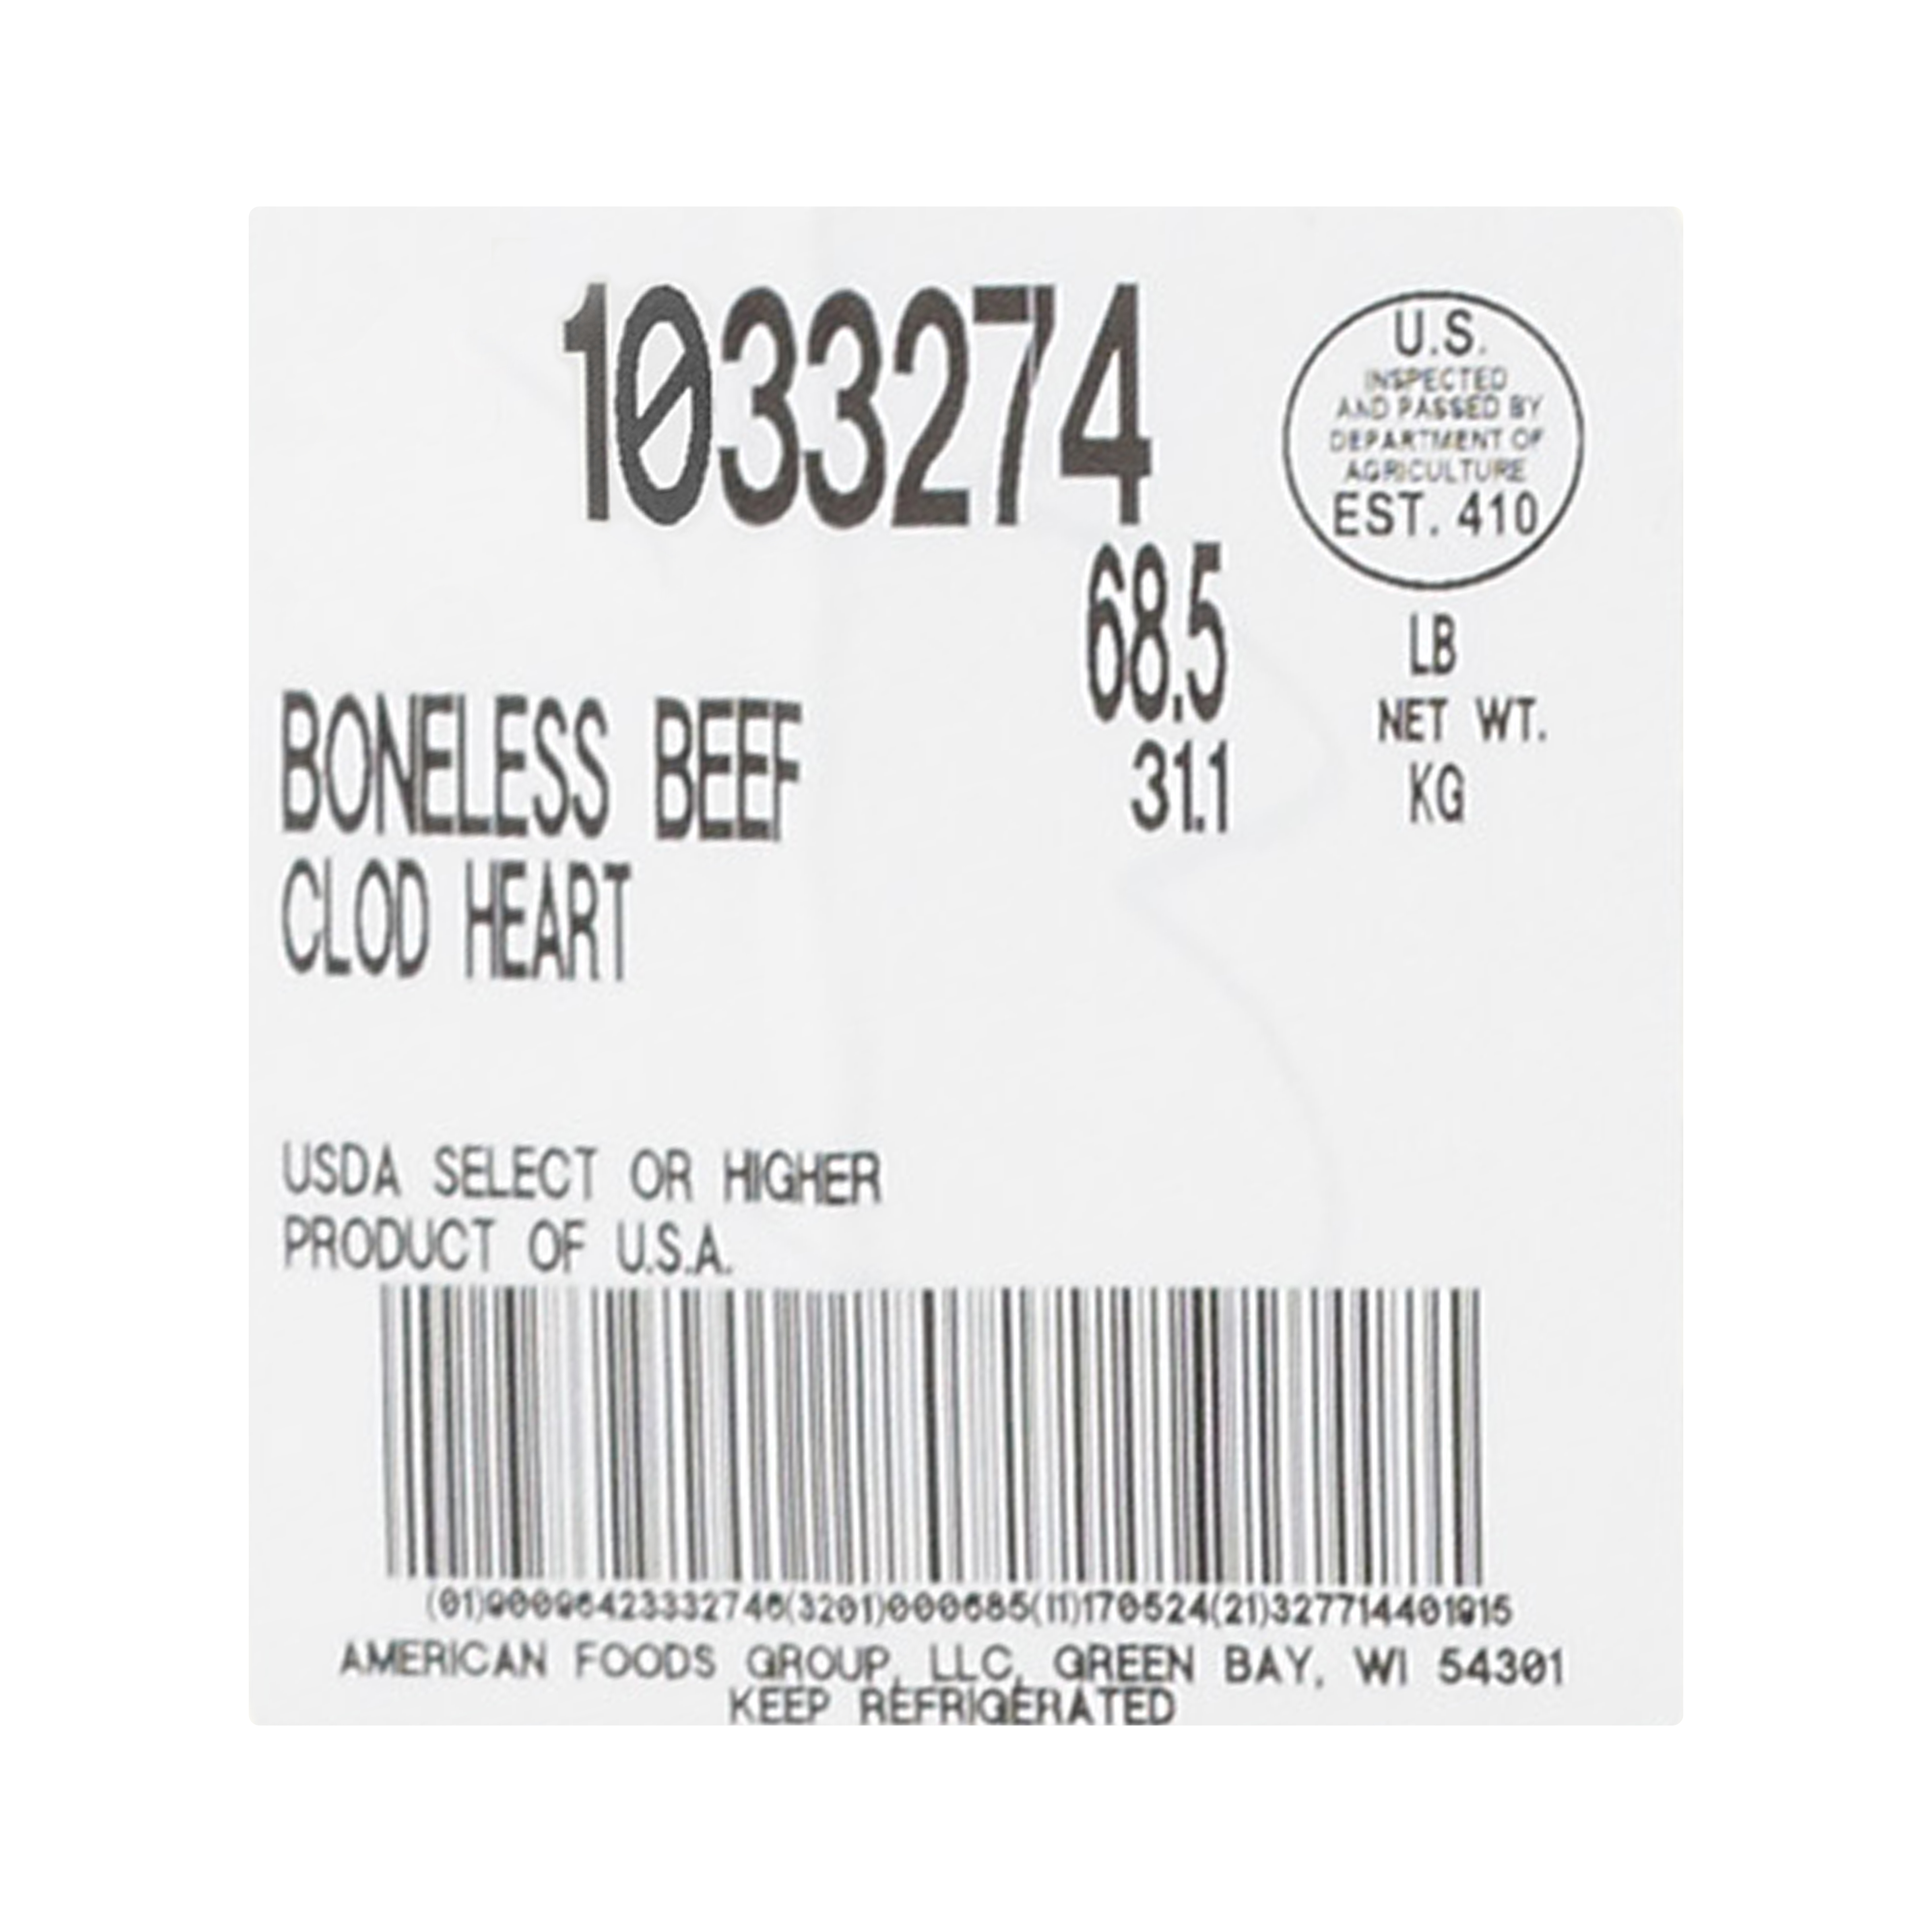 1033274
U.S.
INSPECTED
AND PASSED BY
DEPARTMENT OF
AGRICULTURE
EST. 410
68.5
LB
NET WT.
31.1
KG
BONELESS BEEF
CLOD HEART
USDA SELECT OR HIGHER
PRODUCT OF U.S.A.
(01)90096423332746(3201)000685(11)170524(21)327714401915
AMERICAN FOODS GROUP, LLC, GREEN BAY, WI 54301
KEEP REFRIGERATED